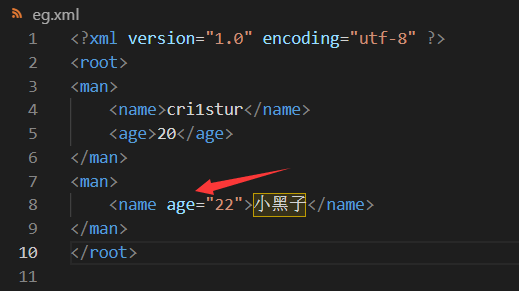 eg.xml
1 <?xml version="1.0" encoding="utf-8" ?>
2 <root>
3 <man>
4 <name>cri1stur</name>
5 <age>20</age>
6 </man>
7 <man>
8 <name age="22">小黑子</name>
9 </man>
10 </root>
11